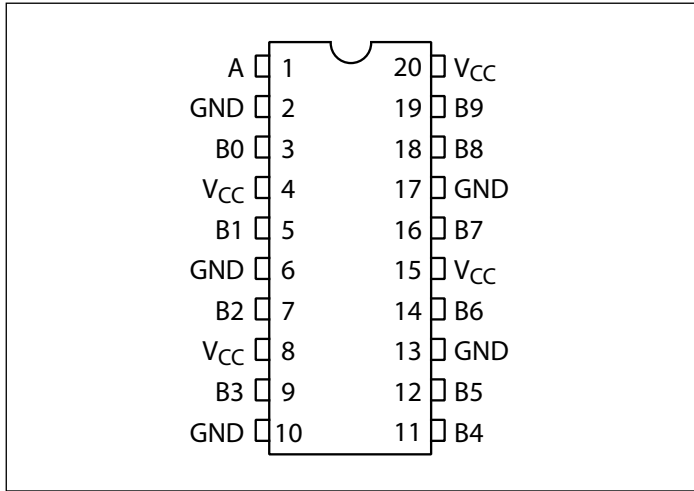 A 1 20 VCC
GND 2 19 B9
B0 3 18 B8
VCC 4 17 GND
B1 5 16 B7
GND 6 15 VCC
B2 7 14 B6
VCC 8 13 GND
B3 9 12 B5
GND 10 11 B4